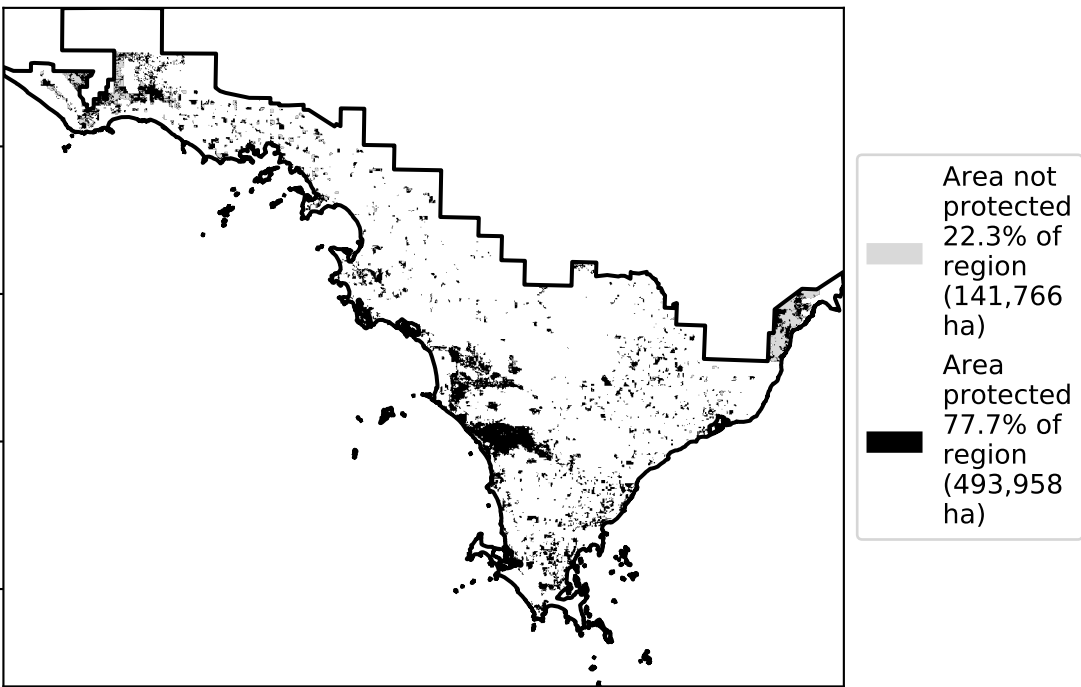 Area not
protected
22.3% of
region
(141,766
ha)
Area
protected
77.7% of
region
(493,958
ha)